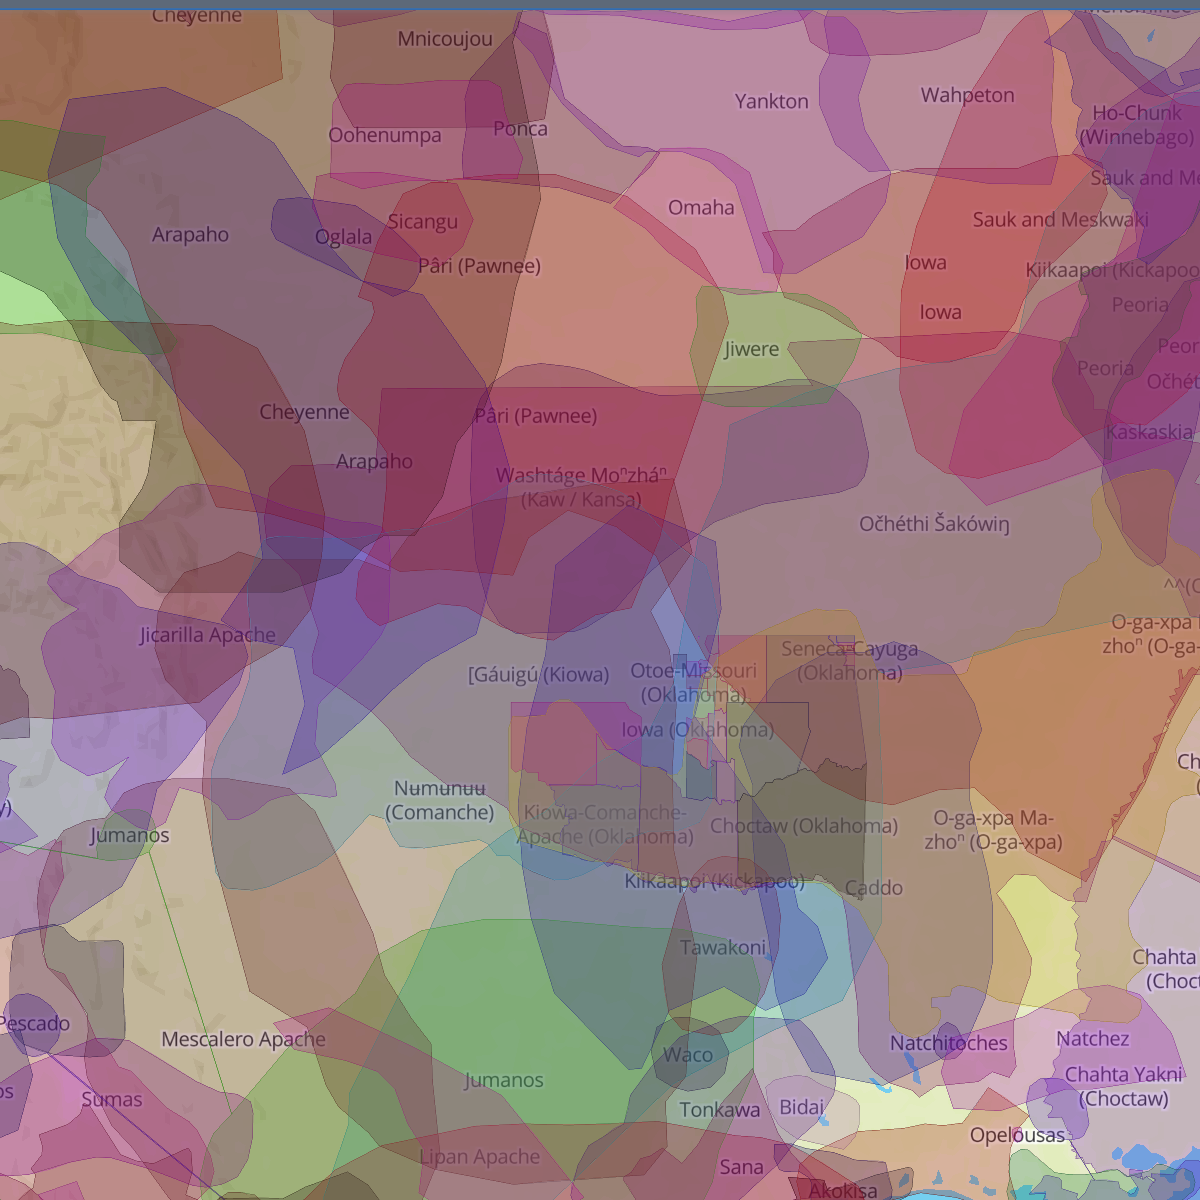 Cheyenne
Mnicoujou
Yankton
Wahpeton
Ho-Chunk
(Winnebago)
Oohenumpa
Ponca
Sauk and Me
Omaha
Sicangu
Sauk and Meskwaki
Arapaho
Oglala
Pâri (Pawnee)
Iowa
Kiikaapoi (Kickapoo
Iowa
Peoria
Jiwere
Peoria
Peor
Očhét
Cheyenne
Pâri (Pawnee)
Kaskaskia
Arapaho
Washtáge Moⁿzháⁿ
(Kaw / Kansa)
Očhéthi Šakówiŋ
^^(O
O-ga-xpa
zhoⁿ (O-ga-
Jicarilla Apache
[Gáuigú (Kiowa)
Otoe-Missouri
(Oklahoma)
Seneca-Cayuga
(Oklahoma)
Iowa (Oklahoma)
Ch
Numunuu
(Comanche)
Kiowa-Comanche-
Apache (Oklahoma)
Choctaw (Oklahoma)
O-ga-xpa Ma-
zhoⁿ (O-ga-xpa)
y)
Jumanos
Kiikaapoi (Kickapoo)
Caddo
Tawakoni
Chahta
(Choct
Pescado
Mescalero Apache
Waco
Natchitoches
Natchez
Jumanos
Chahta Yakni
(Choctaw)
os
Sumas
Tonkawa
Bidai
Opelousas
Lipan Apache
Sana
Akokisa